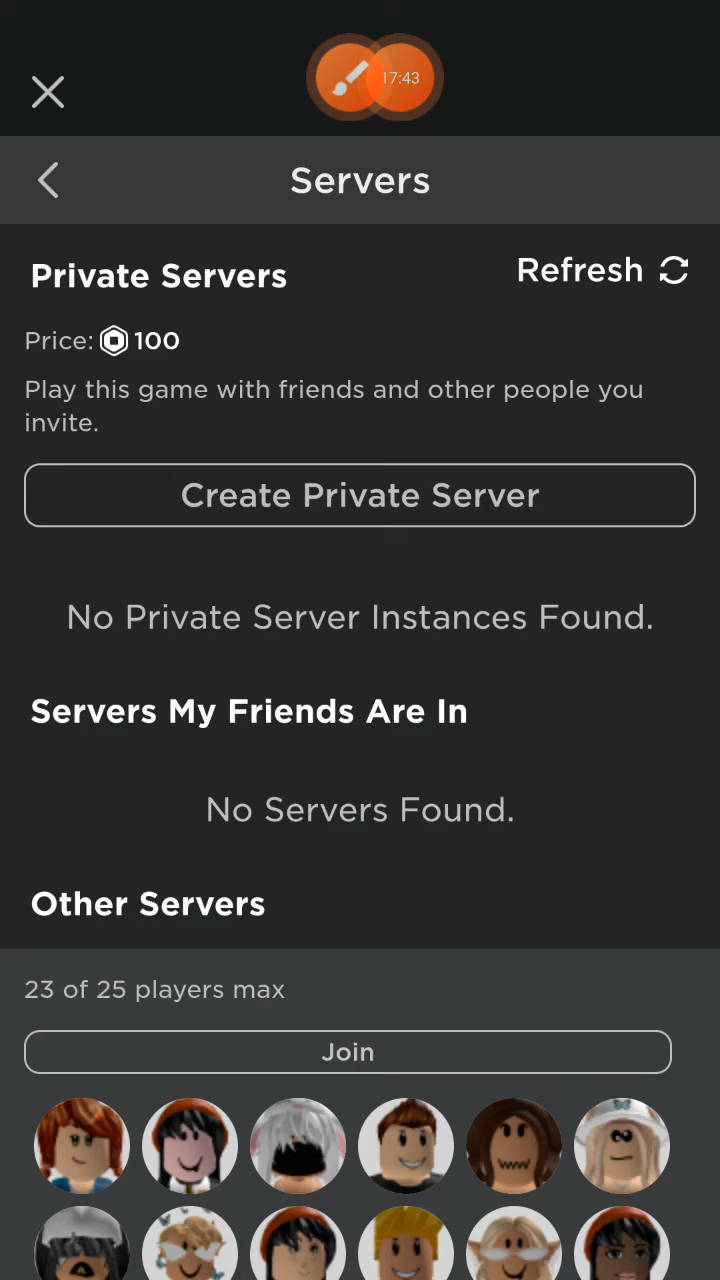 17:43
Servers
Private Servers
Refresh
Price: 100
Play this game with friends and other people you
invite.
Create Private Server
No Private Server Instances Found.
Servers My Friends Are In
No Servers Found.
Other Servers
23 of 25 players max
Join